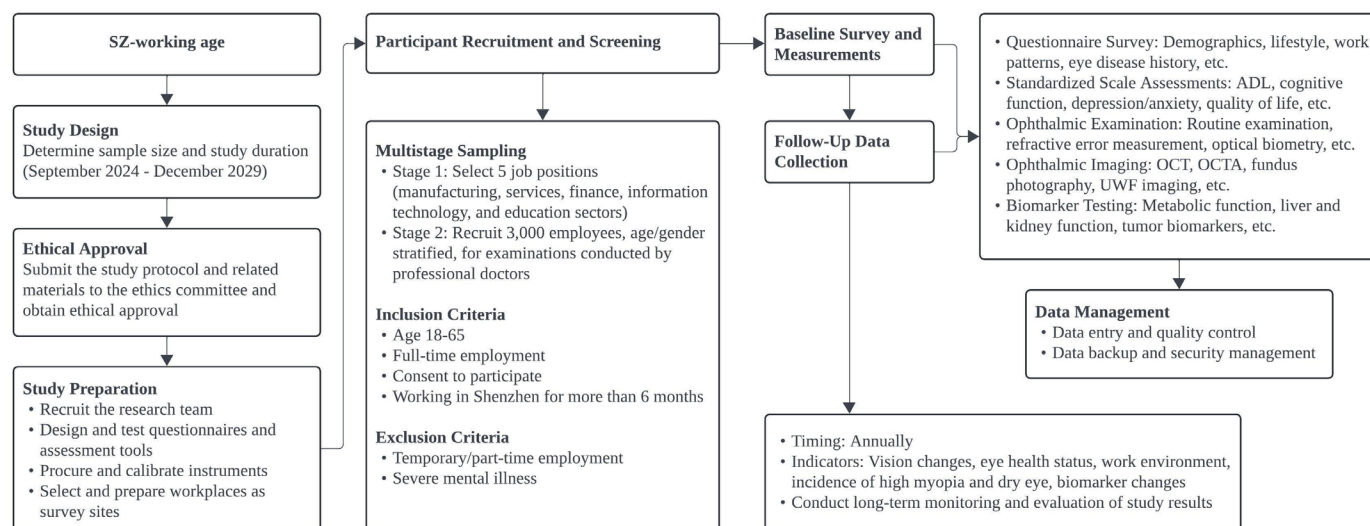 SZ-working age
Study Design
Determine sample size and study duration
(September 2024 - December 2029)
Ethical Approval
Submit the study protocol and related
materials to the ethics committee and
obtain ethical approval
Study Preparation
• Recruit the research team
• Design and test questionnaires and
assessment tools
• Procure and calibrate instruments
• Select and prepare workplaces as
survey sites
Participant Recruitment and Screening
Multistage Sampling
• Stage 1: Select 5 job positions
(manufacturing, services, finance, information
technology, and education sectors)
• Stage 2: Recruit 3,000 employees, age/gender
stratified, for examinations conducted by
professional doctors
Inclusion Criteria
• Age 18-65
• Full-time employment
• Consent to participate
• Working in Shenzhen for more than 6 months
Exclusion Criteria
• Temporary/part-time employment
• Severe mental illness
Baseline Survey and
Measurements
Follow-Up Data
Collection
• Questionnaire Survey: Demographics, lifestyle, work
patterns, eye disease history, etc.
• Standardized Scale Assessments: ADL, cognitive
function, depression/anxiety, quality of life, etc.
• Ophthalmic Examination: Routine examination,
refractive error measurement, optical biometry, etc.
• Ophthalmic Imaging: OCT, OCTA, fundus
photography, UWF imaging, etc.
• Biomarker Testing: Metabolic function, liver and
kidney function, tumor biomarkers, etc.
Data Management
• Data entry and quality control
• Data backup and security management
• Timing: Annually
• Indicators: Vision changes, eye health status, work environment,
incidence of high myopia and dry eye, biomarker changes
• Conduct long-term monitoring and evaluation of study results